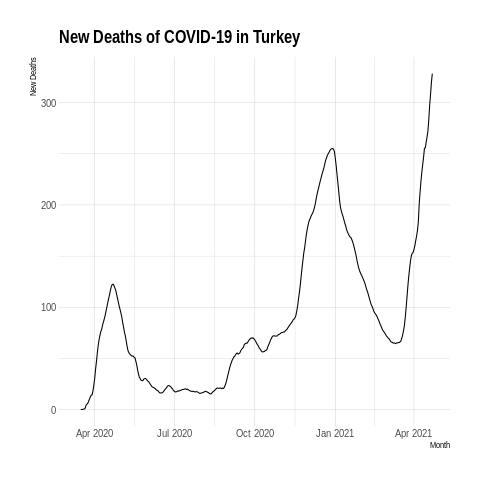 New Deaths of COVID-19 in Turkey
New Deaths
300
200
100
0
Apr 2020 Jul 2020 Oct 2020 Jan 2021 Apr 2021
Month